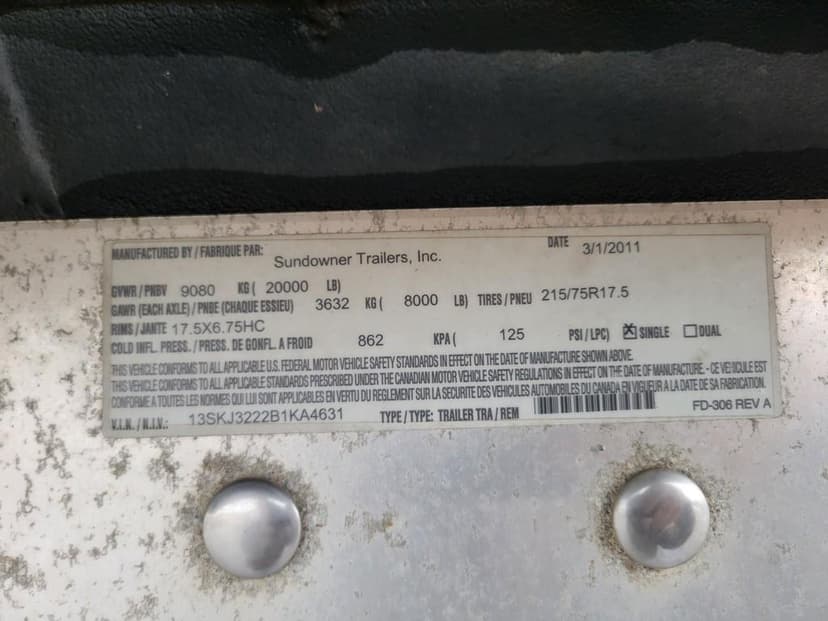 MANUFACTURED BY / FABRIQUE PAR: Sundowner Trailers, Inc. DATE 3/1/2011
GVWR / PNBV 9080 KG ( 20000 LB)
GAWR (EACH AXLE) / PNBE (CHAQUE ESSIEU) 3632 KG ( 8000 LB) TIRES / PNEU 215/75R17.5
RIMS / JANTE 17.5X6.75HC
COLD INFL. PRESS. / PRESS. DE GONFL. A FROID 862 KPA ( 125 PSI / LPC) ☒ SINGLE ☐ DUAL
THIS VEHICLE CONFORMS TO ALL APPLICABLE U.S. FEDERAL MOTOR VEHICLE SAFETY STANDARDS IN EFFECT ON THE DATE OF MANUFACTURE SHOWN ABOVE.
THIS VEHICLE CONFORMS TO ALL APPLICABLE STANDARDS PRESCRIBED UNDER THE CANADIAN MOTOR VEHICLE SAFETY REGULATIONS IN EFFECT ON THE DATE OF MANUFACTURE - CE VEHICULE EST
CONFORME A TOUTES LES NORMES QUI LUI SONT APPLICABLES EN VERTU DU REGLEMENT SUR LA SECURITE DES VEHICULES AUTOMOBILES DU CANADA EN VIGUEUR A LA DATE DE SA FABRICATION.
V.I.N. / N.I.V.: 13SKJ3222B1KA4631 TYPE / TYPE: TRAILER TRA / REM FD-306 REV A